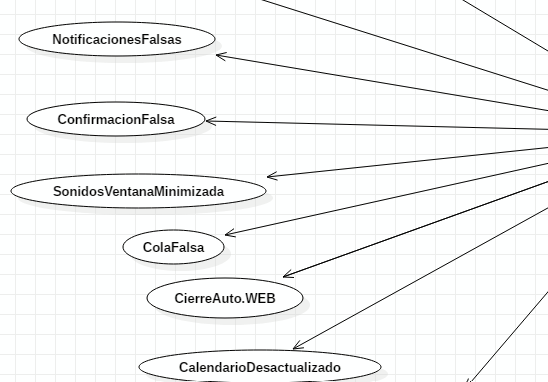 NotificacionesFalsas
ConfirmacionFalsa
SonidosVentanaMinimizada
ColaFalsa
CierreAuto.WEB
CalendarioDesactualizado